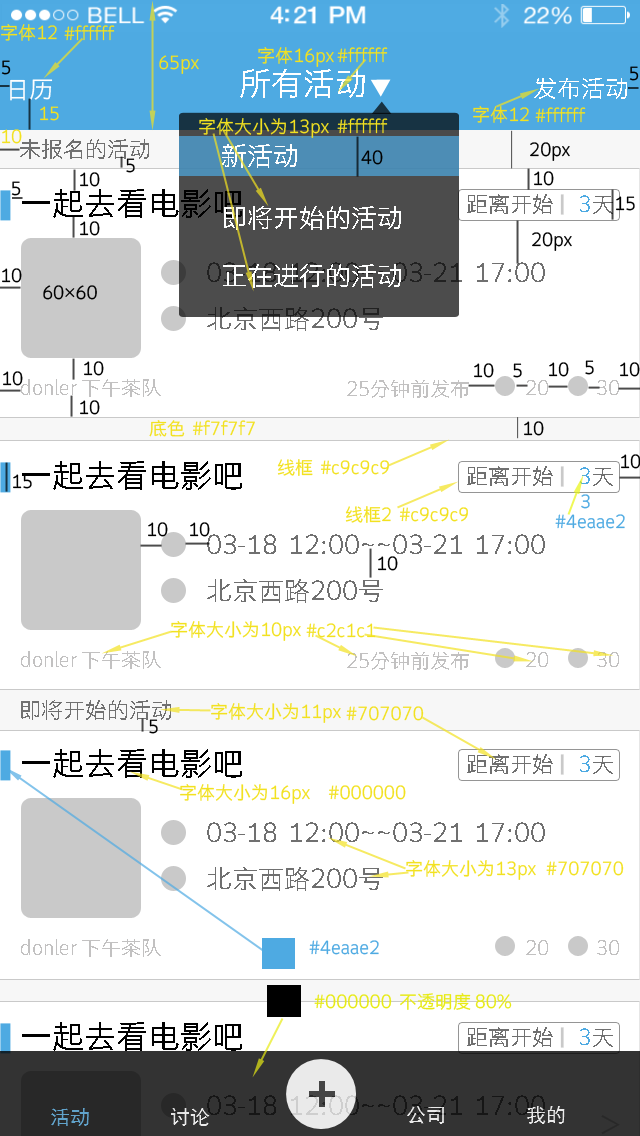 BELL 4:21 PM 22%
字体12 #ffffff
65px
字体16px #ffffff
5
5
日历
所有活动
发布活动
15
字体12 #ffffff
10
字体大小为13px #ffffff
未报名的活动
5
新活动
40
20px
10
10
5
一起去看电影吧
距离开始 3天
15
即将开始的活动
10
20px
10
60×60
03-18 12:00~~03-21 17:00
正在进行的活动
北京西路200号
10
10
10
5
10
5
10
donler 下午茶队
25分钟前发布
20
30
10
底色 #f7f7f7
10
线框 #c9c9c9
10
15
一起去看电影吧
距离开始 3天
线框2 #c9c9c9
3
#4eaae2
10
10
03-18 12:00~~03-21 17:00
10
北京西路200号
字体大小为10px #c2c1c1
donler 下午茶队
25分钟前发布
20
30
即将开始的活动
5
字体大小为11px #707070
一起去看电影吧
距离开始 3天
字体大小为16px #000000
03-18 12:00~~03-21 17:00
字体大小为13px #707070
北京西路200号
donler 下午茶队
#4eaae2
20
30
#000000 不透明度 80%
一起去看电影吧
距离开始 3天
03-18 12:00~~03-21 17:00
活动
讨论
公司
我的